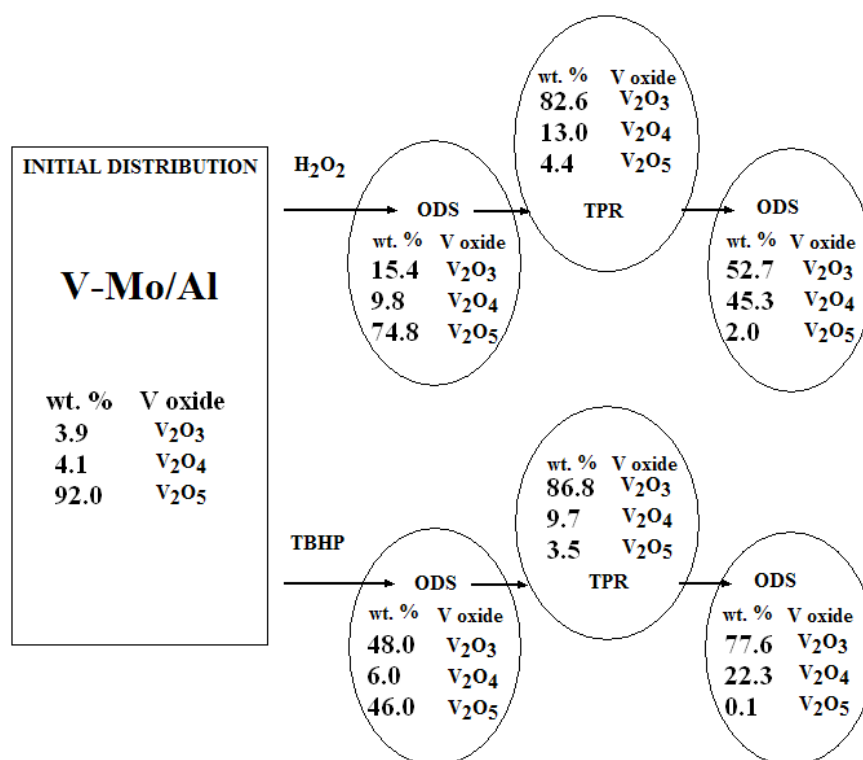 INITIAL DISTRIBUTION
V-Mo/Al
wt. % V oxide
3.9 V2O3
4.1 V2O4
92.0 V2O5
H2O2
ODS
wt. % V oxide
15.4 V2O3
9.8 V2O4
74.8 V2O5
wt. % V oxide
82.6 V2O3
13.0 V2O4
4.4 V2O5
TPR
ODS
wt. % V oxide
52.7 V2O3
45.3 V2O4
2.0 V2O5
TBHP
ODS
wt. % V oxide
48.0 V2O3
6.0 V2O4
46.0 V2O5
wt. % V oxide
86.8 V2O3
9.7 V2O4
3.5 V2O5
TPR
ODS
wt. % V oxide
77.6 V2O3
22.3 V2O4
0.1 V2O5